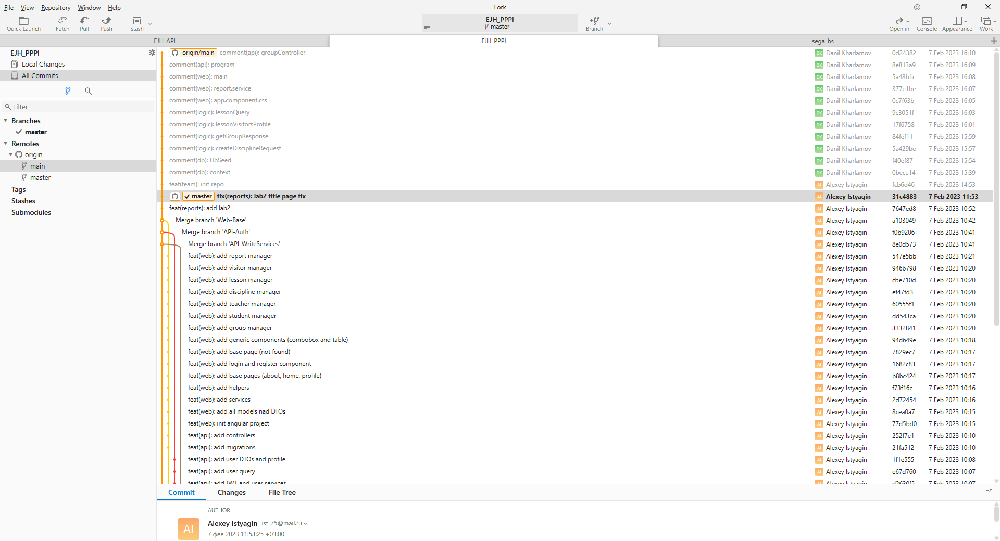 File View Repository Window Help
Fork
Quick Launch Fetch Pull Push Stash
EJH_PPPI
master
Branch
Open in Console Appearance Work
EJH_API
EJH_PPPI
sega_bs
EJH_PPPI
Local Changes
All Commits
Filter
Branches
master
Remotes
origin
main
master
Tags
Stashes
Submodules
origin/main comment(api): groupController DK Danil Kharlamov 0d24382 7 Feb 2023 16:10
comment(api): program DK Danil Kharlamov 8e813a9 7 Feb 2023 16:09
comment(web): main DK Danil Kharlamov 5a48b1c 7 Feb 2023 16:08
comment(web): report.service DK Danil Kharlamov 377e1be 7 Feb 2023 16:07
comment(web): app.component.css DK Danil Kharlamov 0c7f63b 7 Feb 2023 16:05
comment(logic): lessonQuery DK Danil Kharlamov 9c3051f 7 Feb 2023 16:03
comment(logic): lessonVisitorsProfile DK Danil Kharlamov 17f6758 7 Feb 2023 16:01
comment(logic): getGroupResponse DK Danil Kharlamov 84fef11 7 Feb 2023 15:59
comment(logic): createDisciplineRequest DK Danil Kharlamov 5a429be 7 Feb 2023 15:57
comment(db): DbSeed DK Danil Kharlamov f40ef87 7 Feb 2023 15:54
comment(db): context DK Danil Kharlamov 0bece14 7 Feb 2023 15:39
feat(team): init repo AI Alexey Istyagin fcb6d46 7 Feb 2023 14:53
master fix(reports): lab2 title page fix AI Alexey Istyagin 31c4883 7 Feb 2023 11:53
feat(reports): add lab2 AI Alexey Istyagin 7647ed8 7 Feb 2023 10:52
Merge branch 'Web-Base' AI Alexey Istyagin a103049 7 Feb 2023 10:42
Merge branch 'API-Auth' AI Alexey Istyagin f0b9206 7 Feb 2023 10:41
Merge branch 'API-WriteServices' AI Alexey Istyagin 8e0d573 7 Feb 2023 10:41
feat(web): add report manager AI Alexey Istyagin 547e5bb 7 Feb 2023 10:21
feat(web): add visitor manager AI Alexey Istyagin 946b798 7 Feb 2023 10:20
feat(web): add lesson manager AI Alexey Istyagin cbe710d 7 Feb 2023 10:20
feat(web): add discipline manager AI Alexey Istyagin ef47fd3 7 Feb 2023 10:20
feat(web): add teacher manager AI Alexey Istyagin 60555f1 7 Feb 2023 10:20
feat(web): add student manager AI Alexey Istyagin dd543ca 7 Feb 2023 10:20
feat(web): add group manager AI Alexey Istyagin 3332841 7 Feb 2023 10:20
feat(web): add generic components (combobox and table) AI Alexey Istyagin 94d649e 7 Feb 2023 10:18
feat(web): add base page (not found) AI Alexey Istyagin 7829ec7 7 Feb 2023 10:17
feat(web): add login and register component AI Alexey Istyagin 1682c83 7 Feb 2023 10:17
feat(web): add base pages (about, home, profile) AI Alexey Istyagin b8bc424 7 Feb 2023 10:17
feat(web): add helpers AI Alexey Istyagin f73f16c 7 Feb 2023 10:16
feat(web): add services AI Alexey Istyagin 2d72454 7 Feb 2023 10:16
feat(web): add all models nad DTOs AI Alexey Istyagin 8cea0a7 7 Feb 2023 10:15
feat(web): init angular project AI Alexey Istyagin 77d5bd0 7 Feb 2023 10:15
feat(api): add controllers AI Alexey Istyagin 252f7e1 7 Feb 2023 10:10
feat(api): add migrations AI Alexey Istyagin 21fa512 7 Feb 2023 10:10
feat(api): add user DTOs and profile AI Alexey Istyagin 1f1e555 7 Feb 2023 10:08
feat(api): add user query AI Alexey Istyagin e67d760 7 Feb 2023 10:07
feat(api): add JWT and user services AI Alexey Istyagin d2630f5 7 Feb 2023 10:07
Commit Changes File Tree
AUTHOR
AI Alexey Istyagin ist_75@mail.ru
7 фев 2023 11:53:25 +03:00